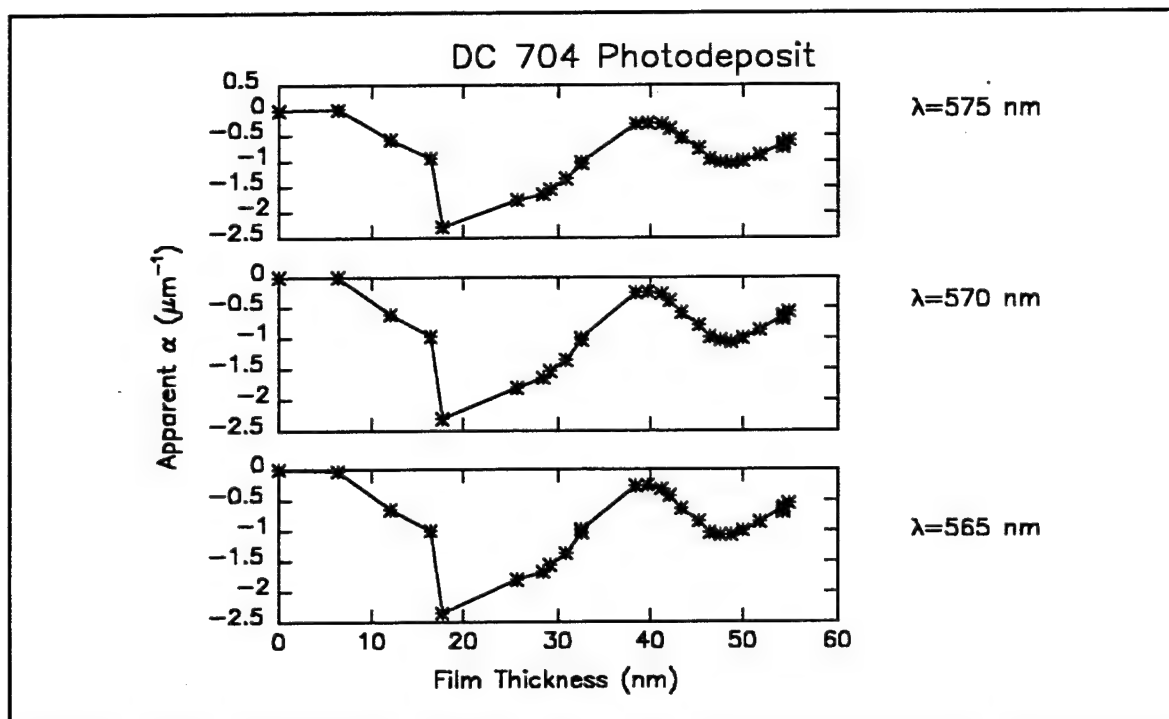 DC 704 Photodeposit
0.5
0
-0.5
-1
-1.5
-2
-2.5
λ=575 nm
0
-0.5
-1
-1.5
-2
-2.5
λ=570 nm
Apparent α (μm⁻¹)
0
-0.5
-1
-1.5
-2
-2.5
λ=565 nm
0 10 20 30 40 50 60
Film Thickness (nm)